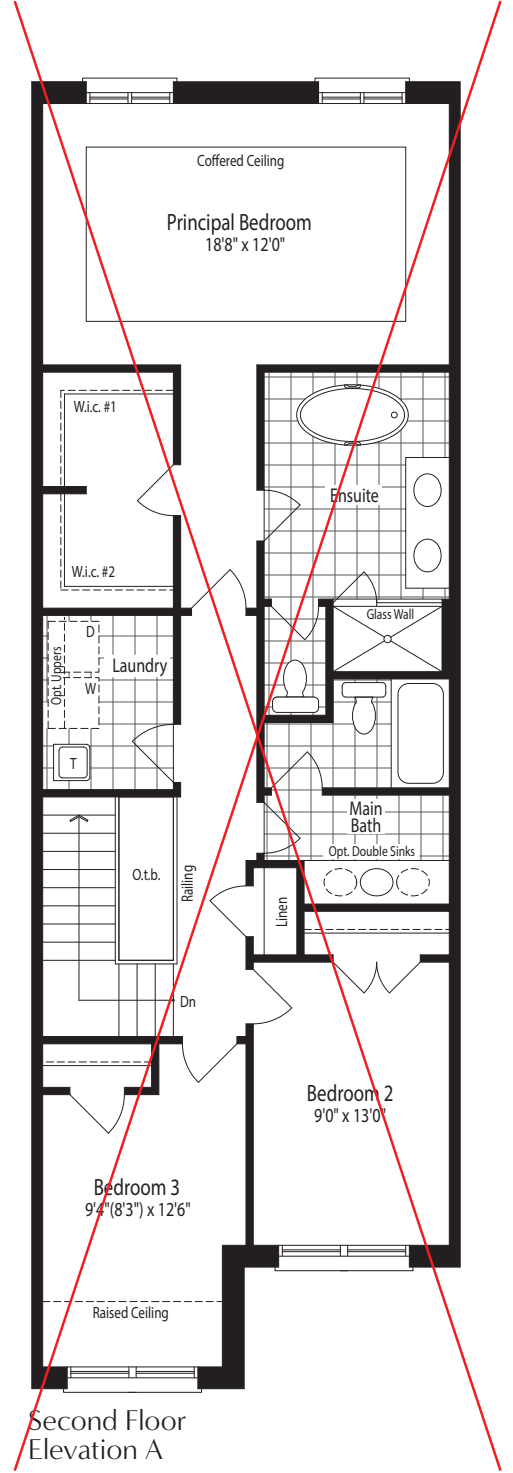 Coffered Ceiling
Principal Bedroom
18'8" x 12'0"
W.i.c. #1
Ensuite
W.i.c. #2
Glass Wall
D
Opt. Uppers
Laundry
W
T
Main
Bath
Opt. Double Sinks
O.t.b.
Railing
Linen
Dn
Bedroom 2
9'0" x 13'0"
Bedroom 3
9'4"(8'3") x 12'6"
Raised Ceiling
Second Floor
Elevation A